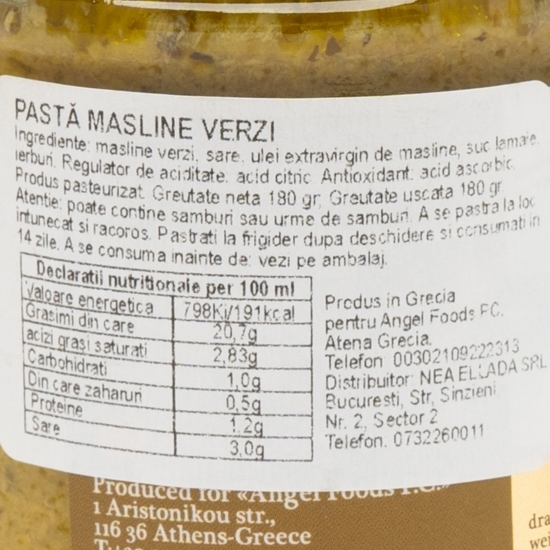 PASTĂ MASLINE VERZI
Ingrediente: masline verzi, sare, ulei extravirgin de masline, suc lamaie,
ierburi. Regulator de aciditate: acid citric. Antioxidant: acid ascorbic.
Produs pasteurizat. Greutate neta 180 gr, Greutate uscata 180 gr.
Atentie: poate contine samburi sau urme de samburi. A se pastra la loc
intunecat si racoros. Pastrati la frigider dupa deschidere si consumati in
14 zile. A se consuma inainte de: vezi pe ambalaj.
Declaratii nutritionale per 100 ml
Valoare energetica 798Kj/191kcal
Grasimi din care 20,7g
acizi grasi saturati 2,83g
Carbohidrati 1,0g
Din care zaharuri 0,5g
Proteine 1,2g
Sare 3,0g
Produs in Grecia
pentru Angel Foods P.C.
Atena Grecia.
Telefon: 00302109222313
Distribuitor: NEA ELLADA SRL
Bucuresti, Str, Sinzieni,
Nr. 2, Sector 2
Telefon: 0732260011
Produced for «Angel Foods P.C.»
1 Aristonikou str.,
116 36 Athens-Greece